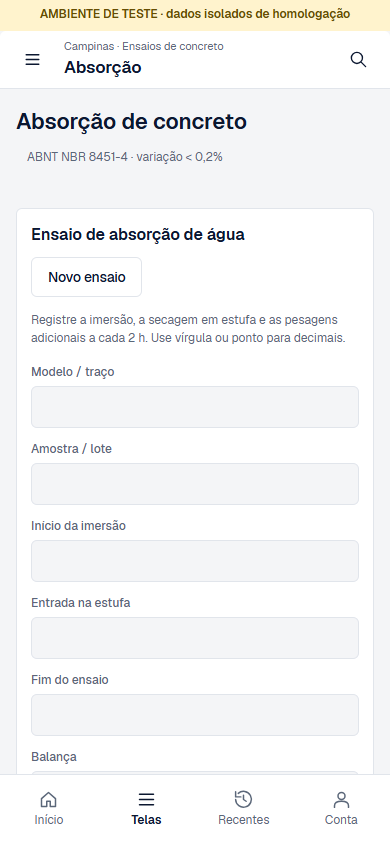 AMBIENTE DE TESTE · dados isolados de homologação
Campinas · Ensaios de concreto
Absorção
Absorção de concreto
ABNT NBR 8451-4 · variação < 0,2%
Ensaio de absorção de água
Novo ensaio
Registre a imersão, a secagem em estufa e as pesagens
adicionais a cada 2 h. Use vírgula ou ponto para decimais.
Modelo / traço
Amostra / lote
Início da imersão
Entrada na estufa
Fim do ensaio
Balança
Início
Telas
Recentes
Conta